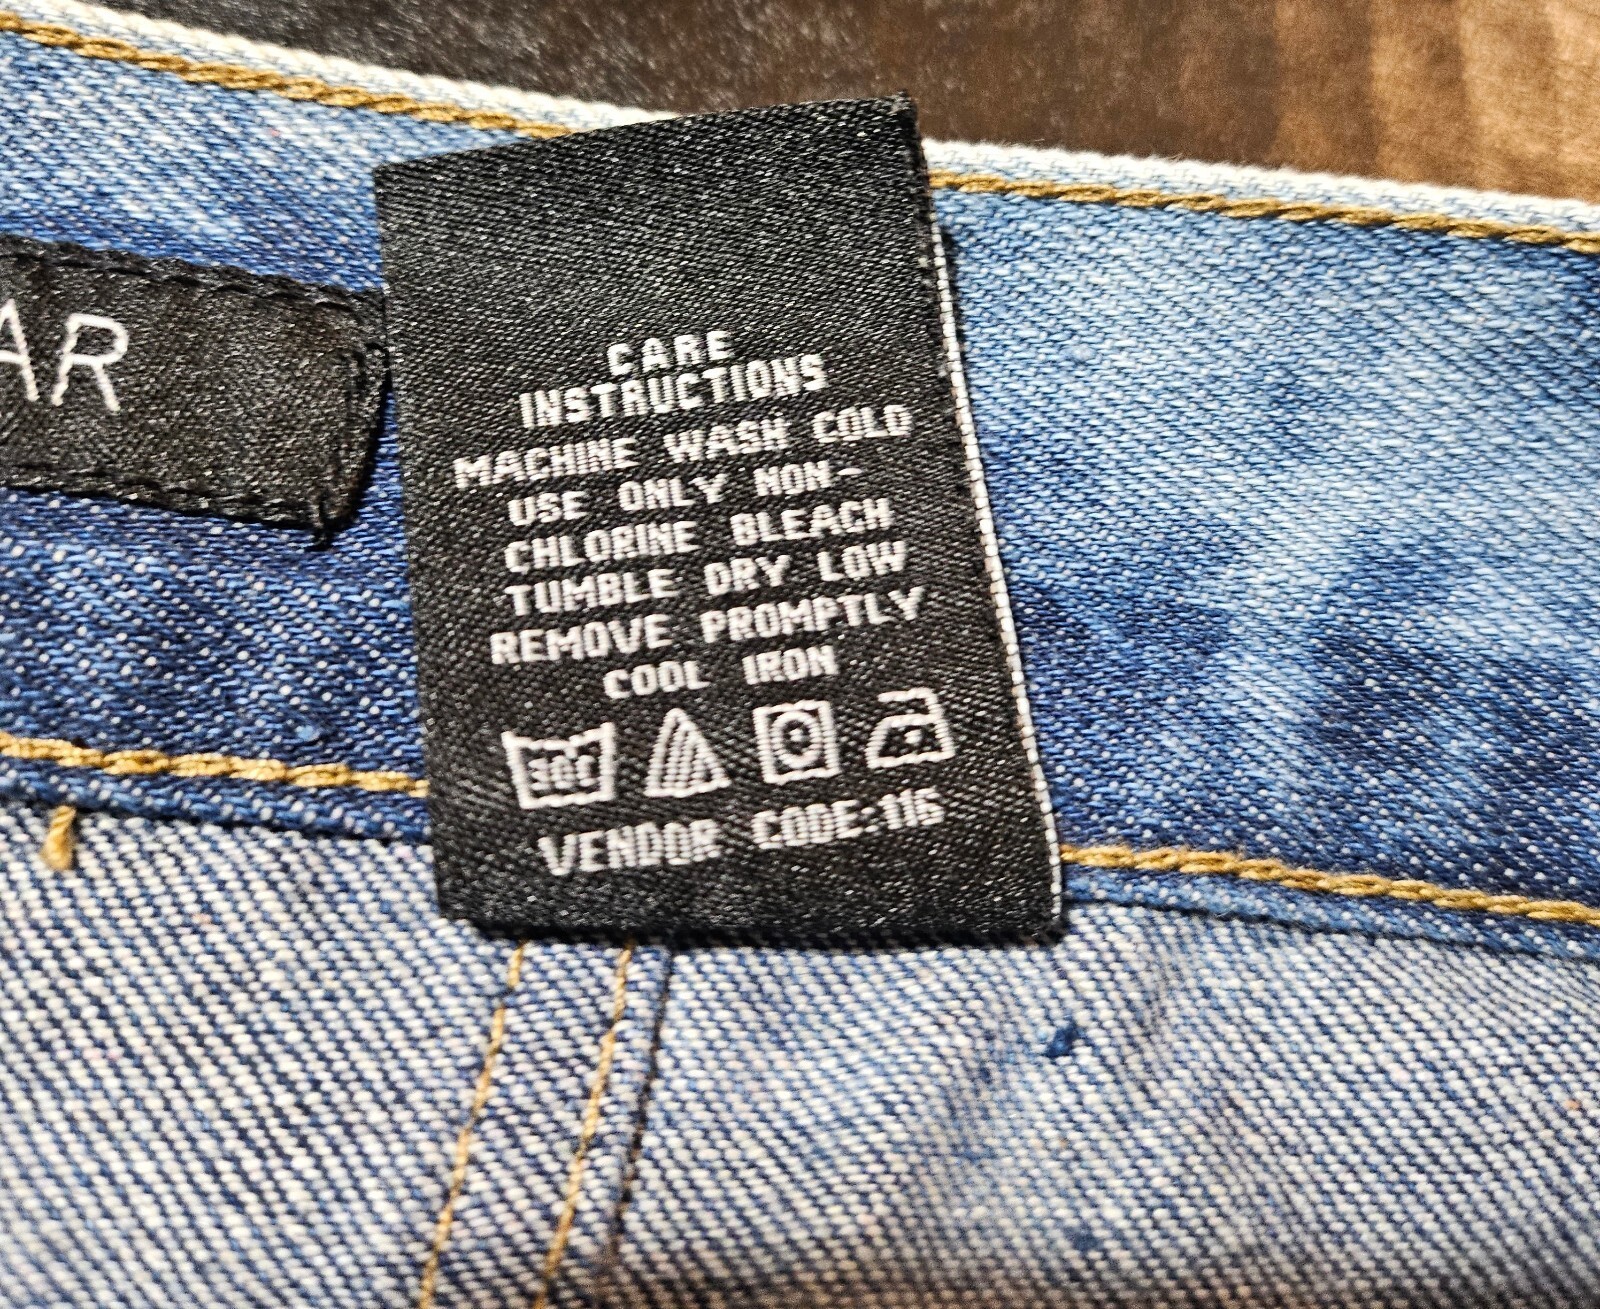 AR
CARE
INSTRUCTIONS
MACHINE WASH COLD
USE ONLY NON-
CHLORINE BLEACH
TUMBLE DRY LOW
REMOVE PROMPTLY
COOL IRON
30C
VENDOR CODE:116